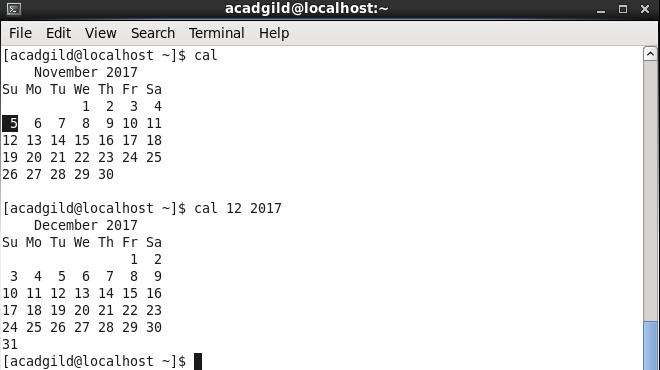 acadgild@localhost:~
File Edit View Search Terminal Help
[acadgild@localhost ~]$ cal
    November 2017
Su Mo Tu We Th Fr Sa
          1  2  3  4
 5  6  7  8  9 10 11
12 13 14 15 16 17 18
19 20 21 22 23 24 25
26 27 28 29 30
[acadgild@localhost ~]$ cal 12 2017
    December 2017
Su Mo Tu We Th Fr Sa
                1  2
 3  4  5  6  7  8  9
10 11 12 13 14 15 16
17 18 19 20 21 22 23
24 25 26 27 28 29 30
31
[acadgild@localhost ~]$